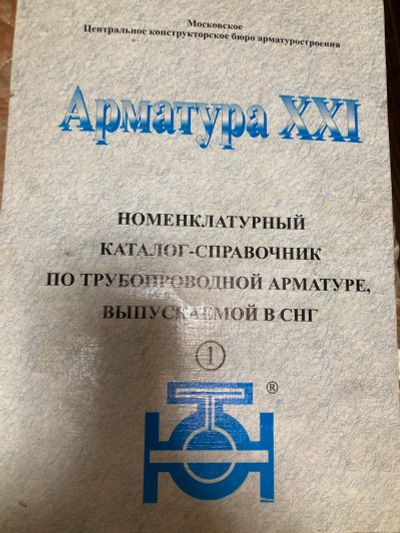 Московское
Центральное конструкторское бюро арматуростроения
Арматура XXI
НОМЕНКЛАТУРНЫЙ
КАТАЛОГ-СПРАВОЧНИК
ПО ТРУБОПРОВОДНОЙ АРМАТУРЕ,
ВЫПУСКАЕМОЙ В СНГ
①
®